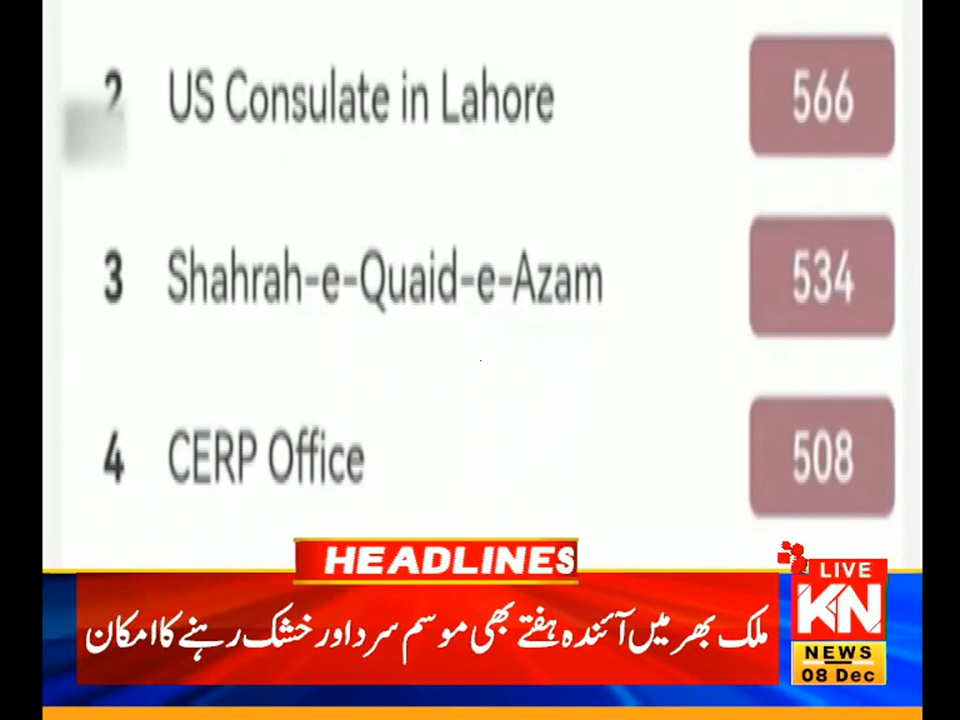 2 US Consulate in Lahore 566
3 Shahrah-e-Quaid-e-Azam 534
4 CERP Office 508
HEADLINES
ملک بھر میں آئندہ ہفتے بھی موسم سرد اور خشک رہنے کا امکان
LIVE
KN
NEWS
08 Dec